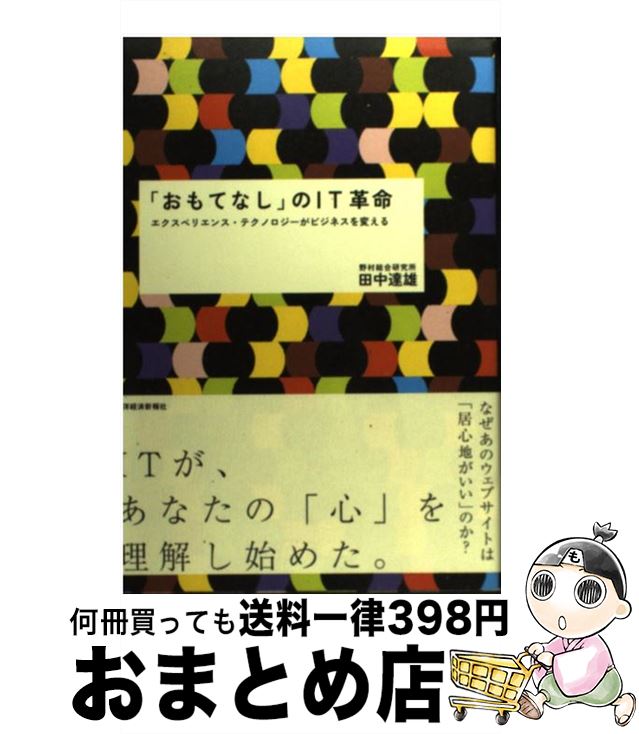 「おもてなし」のIT革命
エクスペリエンス・テクノロジーがビジネスを変える
野村総合研究所
田中達雄
洋経済新報社
なぜあのウェブサイトは
「居心地がいい」のか?
ITが、
あなたの「心」を
理解し始めた。
も
何冊買っても送料一律398円
おまとめ店